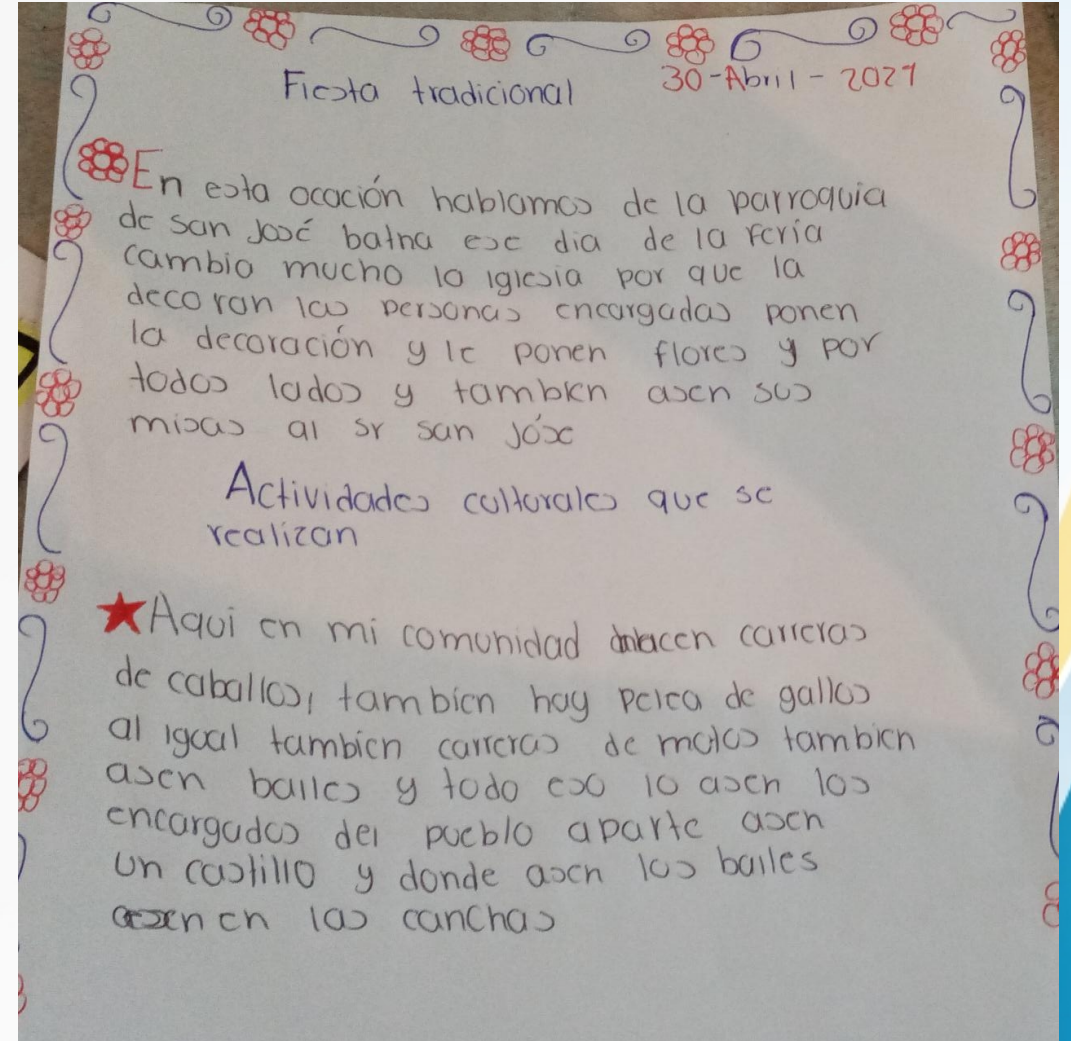 Fiesta tradicional 30-Abril-2021
En esta ocación hablamos de la parroquia
de san José batna ese dia de la feria
cambia mucho la iglesia por que la
decoran las personas encargadas ponen
la decoración y le ponen flores y por
todos lados y tambien asen sus
misas al sr san Jóse
Actividades culturales que se
realizan
Aqui en mi comunidad hacen carreras
de caballos, tambien hay pelea de gallos
al igual tambien carreras de mulas tambien
asen bailes y todo eso lo asen los
encargados del pueblo aparte asen
un castillo y donde asen los bailes
asen en las canchas